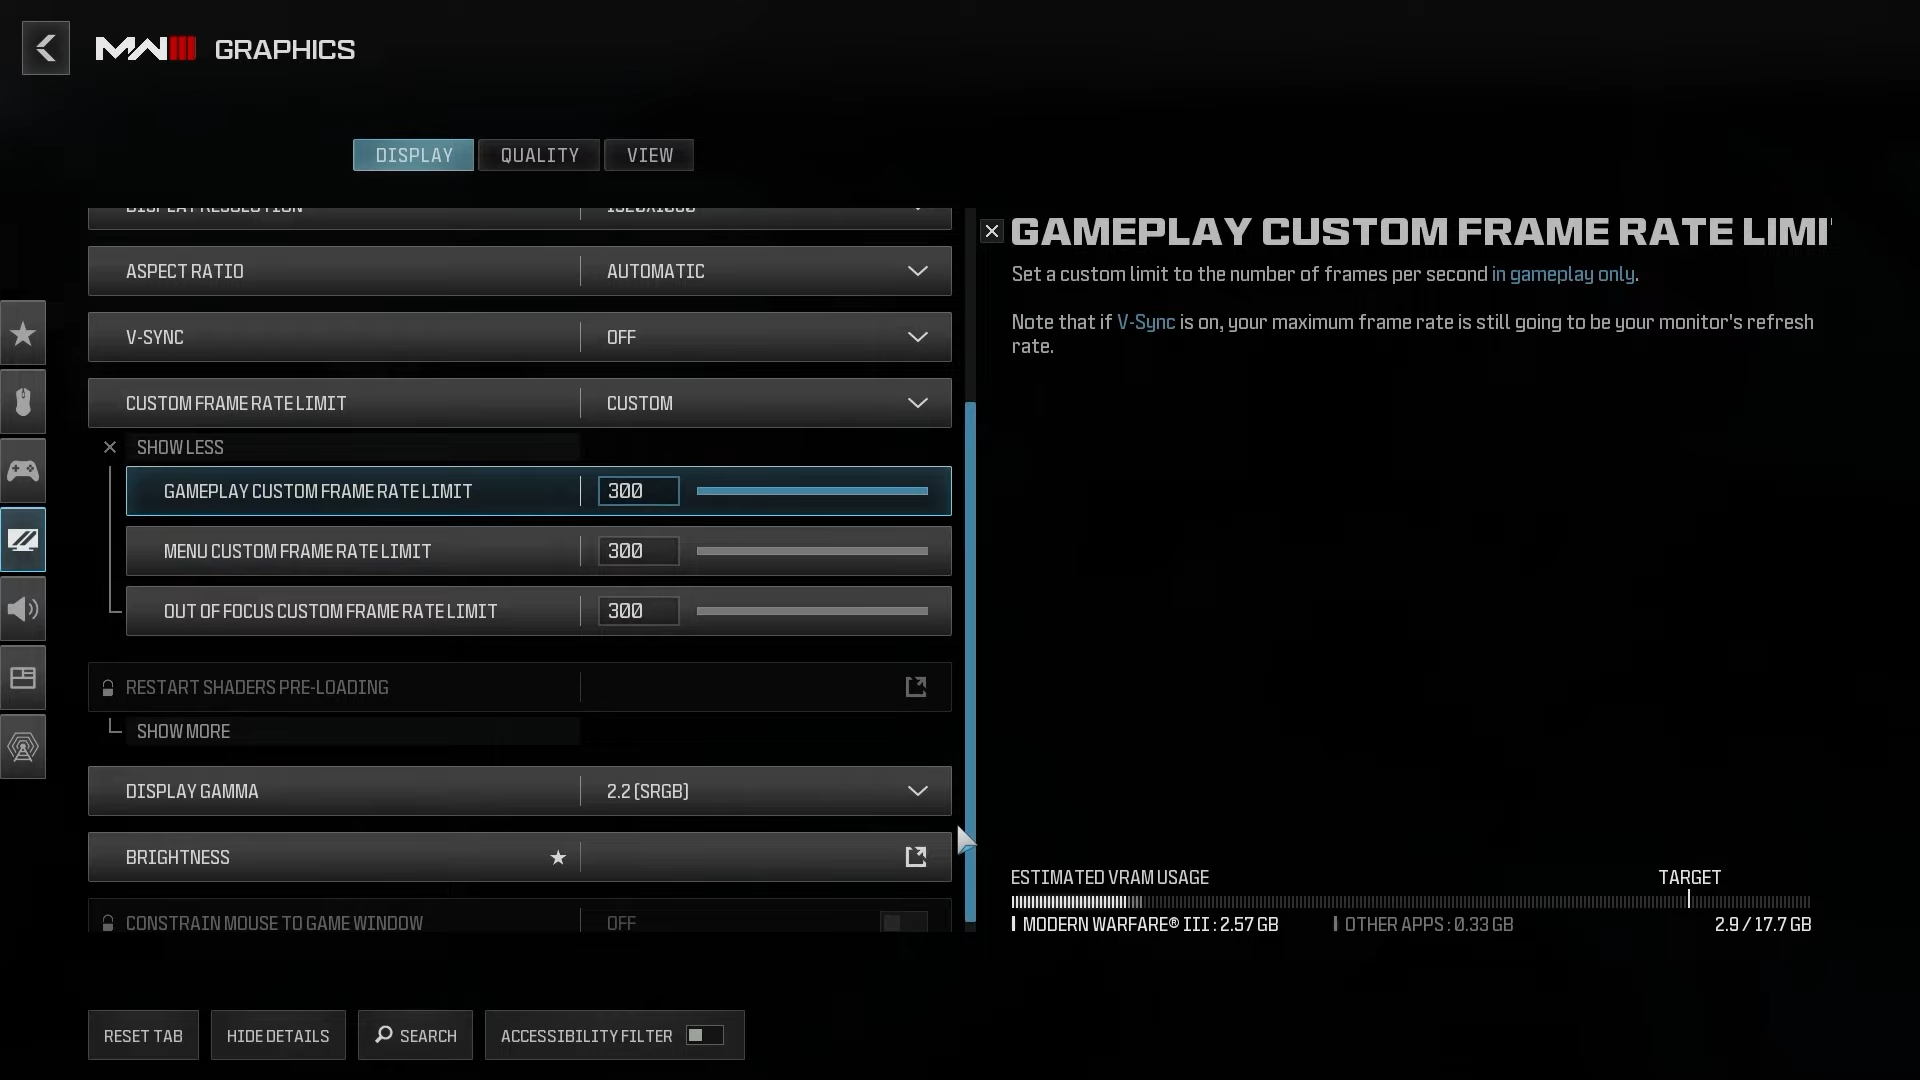 MWIII GRAPHICS
DISPLAY QUALITY VIEW
DISPLAY RESOLUTION
ASPECT RATIO AUTOMATIC
V-SYNC OFF
CUSTOM FRAME RATE LIMIT CUSTOM
SHOW LESS
GAMEPLAY CUSTOM FRAME RATE LIMIT 300
MENU CUSTOM FRAME RATE LIMIT 300
OUT OF FOCUS CUSTOM FRAME RATE LIMIT 300
RESTART SHADERS PRE-LOADING
SHOW MORE
DISPLAY GAMMA 2.2 (SRGB)
BRIGHTNESS
CONSTRAIN MOUSE TO GAME WINDOW OFF
GAMEPLAY CUSTOM FRAME RATE LIMI
Set a custom limit to the number of frames per second in gameplay only.
Note that if V-Sync is on, your maximum frame rate is still going to be your monitor's refresh
rate.
ESTIMATED VRAM USAGE TARGET
MODERN WARFARE® III : 2.57 GB OTHER APPS : 0.33 GB 2.9 / 17.7 GB
RESET TAB HIDE DETAILS SEARCH ACCESSIBILITY FILTER